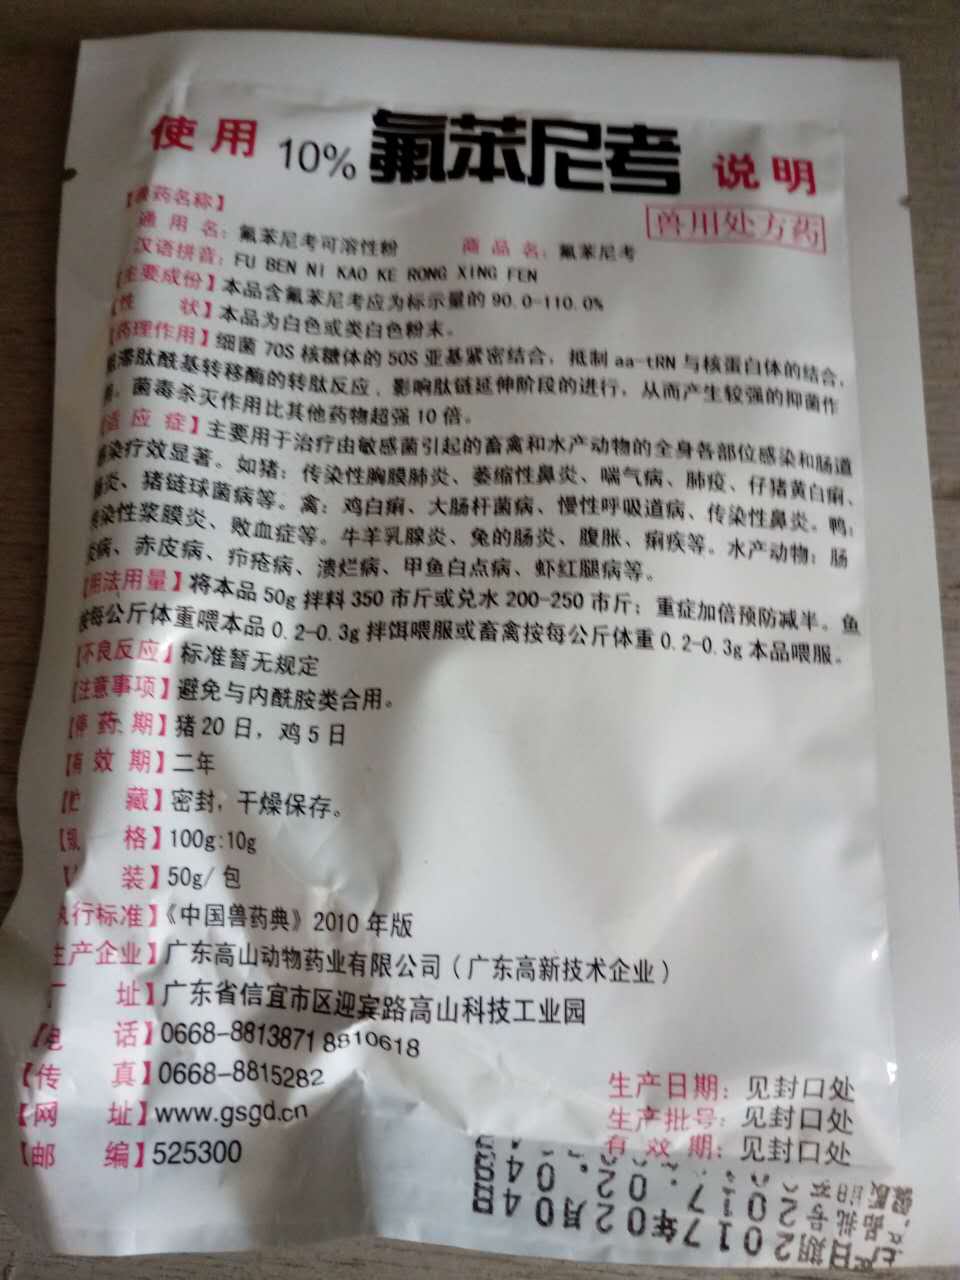 使用 10% 氟苯尼考 说明
兽用处方药
【兽药名称】
通用名：氟苯尼考可溶性粉 商品名：氟苯尼考
汉语拼音：FU BEN NI KAO KE RONG XING FEN
【主要成份】本品含氟苯尼考应为标示量的90.0-110.0%
【性 状】本品为白色或类白色粉末。
【药理作用】细菌70S核糖体的50S亚基紧密结合，抵制aa-tRN与核蛋白体的结合，
阻滞肽酰基转移酶的转肽反应，影响肽链延伸阶段的进行，从而产生较强的抑菌作
用。菌毒杀灭作用比其他药物超强10倍。
【适应症】主要用于治疗由敏感菌引起的畜禽和水产动物的全身各部位感染和肠道
感染疗效显著。如猪：传染性胸膜肺炎、萎缩性鼻炎、喘气病、肺疫、仔猪黄白痢、
肠炎、猪链球菌病等。禽：鸡白痢、大肠杆菌病、慢性呼吸道病、传染性鼻炎。鸭：
传染性浆膜炎、败血症等。牛羊乳腺炎、兔的肠炎、腹胀、痢疾等。水产动物：肠
炎病、赤皮病、疖疮病、溃烂病、甲鱼白点病、虾红腿病等。
【用法用量】将本品50g拌料350市斤或兑水200-250市斤；重症加倍预防减半。鱼
按每公斤体重喂本品0.2-0.3g拌饵喂服或畜禽按每公斤体重0.2-0.3g本品喂服。
【不良反应】标准暂无规定
【注意事项】避免与内酰胺类合用。
【停药期】猪20日，鸡5日
【有效期】二年
【贮 藏】密封，干燥保存。
【规 格】100g:10g
装】50g/包
【执行标准】《中国兽药典》2010年版
【生产企业】广东高山动物药业有限公司（广东高新技术企业）
址】广东省信宜市区迎宾路高山科技工业园
【电 话】0668-8813871 8810618
【传 真】0668-8815282
【网 址】www.gsgd.cn
【邮 编】525300
生产日期：见封口处
生产批号：见封口处
有效期：见封口处
生产日期2017年02月04日
产品批号